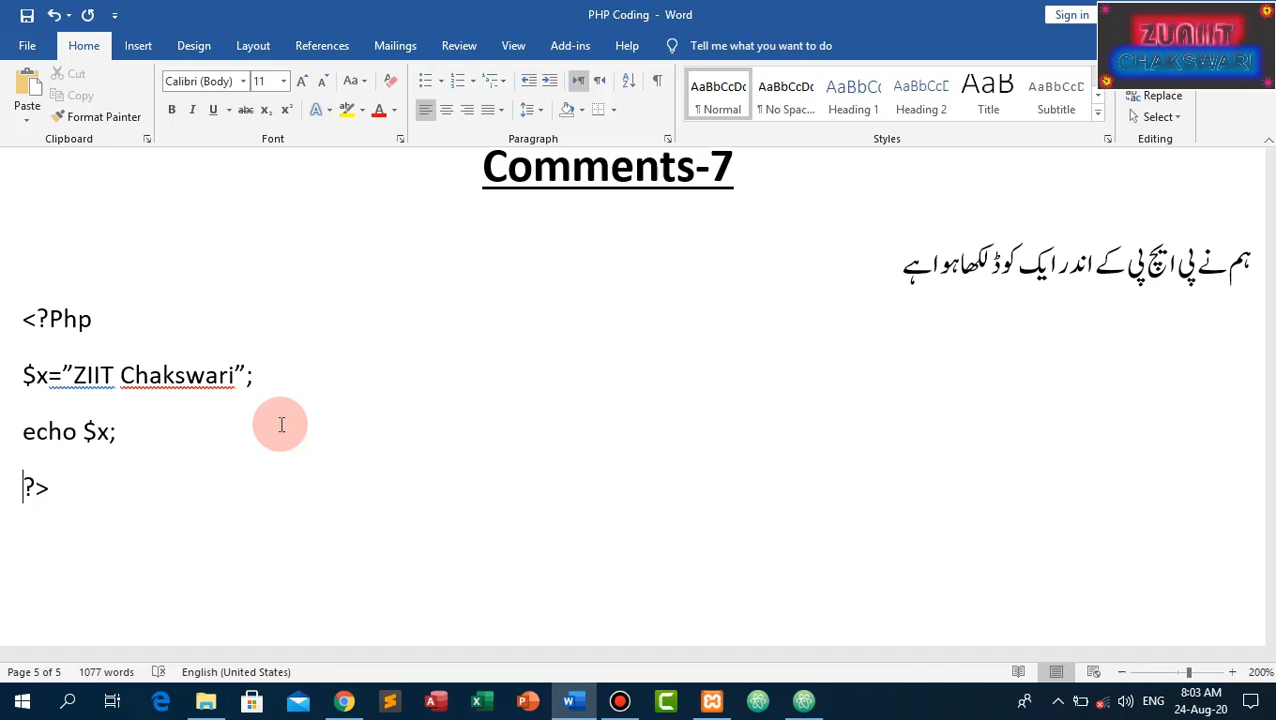 PHP Coding - Word
Sign in
ZUAIIT
CHAKSWARI
File Home Insert Design Layout References Mailings Review View Add-ins Help Tell me what you want to do
Paste
Cut
Copy
Format Painter
Calibri (Body) 11
AaBbCcDc AaBbCcDc AaBbC AaBbCcD AaB AaBbCcD
¶ Normal ¶ No Spac... Heading 1 Heading 2 Title Subtitle
Replace
Select
Clipboard Font Paragraph Styles Editing
Comments-7
ہم نے پی ایچ پی کے اندر ایک کوڈ لکھا ہوا ہے
<?Php
$x=”ZIIT Chakswari”;
echo $x;
?>
Page 5 of 5 1077 words English (United States) 200%
ENG
8:03 AM
24-Aug-20